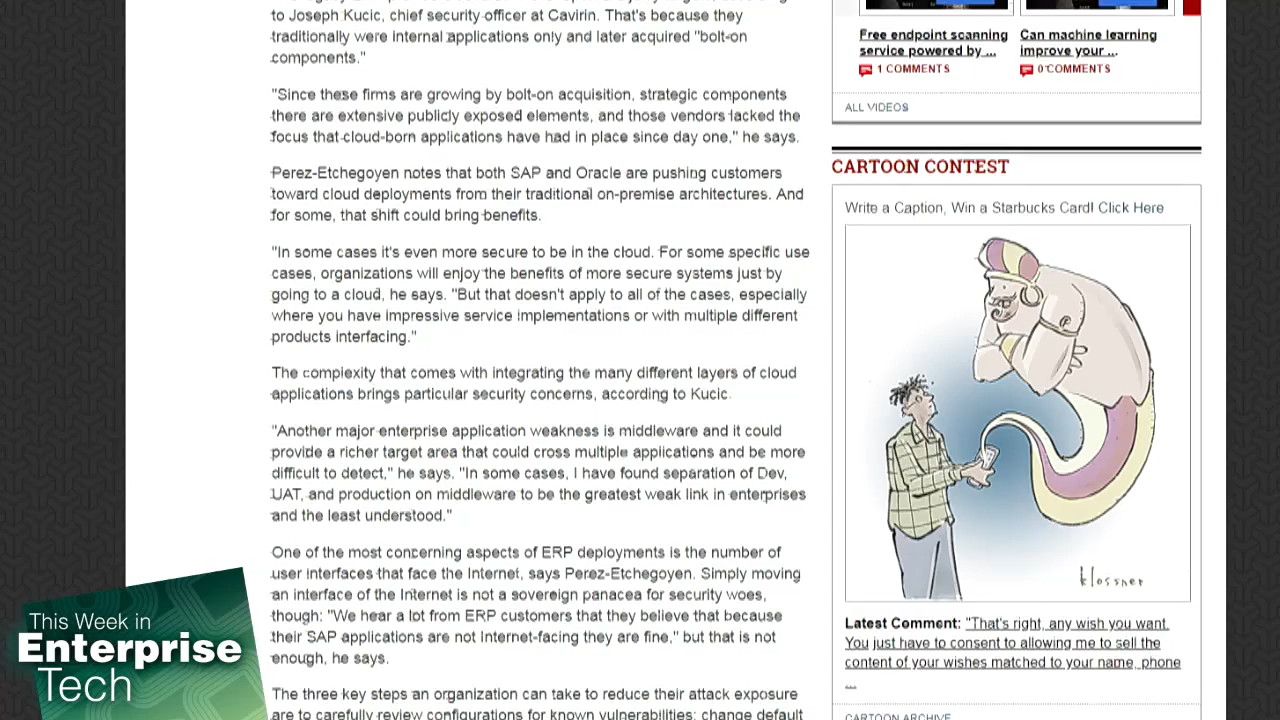 to Joseph Kucic, chief security officer at Cavirin. That's because they
traditionally were internal applications only and later acquired "bolt-on
components."
"Since these firms are growing by bolt-on acquisition, strategic components
there are extensive publicly exposed elements, and those vendors lacked the
focus that cloud-born applications have had in place since day one," he says.
Perez-Etchegoyen notes that both SAP and Oracle are pushing customers
toward cloud deployments from their traditional on-premise architectures. And
for some, that shift could bring benefits.
"In some cases it's even more secure to be in the cloud. For some specific use
cases, organizations will enjoy the benefits of more secure systems just by
going to a cloud, he says. "But that doesn't apply to all of the cases, especially
where you have impressive service implementations or with multiple different
products interfacing."
The complexity that comes with integrating the many different layers of cloud
applications brings particular security concerns, according to Kucic.
"Another major enterprise application weakness is middleware and it could
provide a richer target area that could cross multiple applications and be more
difficult to detect," he says. "In some cases, I have found separation of Dev,
UAT, and production on middleware to be the greatest weak link in enterprises
and the least understood."
One of the most concerning aspects of ERP deployments is the number of
user interfaces that face the Internet, says Perez-Etchegoyen. Simply moving
an interface of the Internet is not a sovereign panacea for security woes,
though: "We hear a lot from ERP customers that they believe that because
their SAP applications are not Internet-facing they are fine," but that is not
enough, he says.
The three key steps an organization can take to reduce their attack exposure
are to carefully review configurations for known vulnerabilities; change default
Free endpoint scanning
service powered by ...
1 COMMENTS
Can machine learning
improve your ...
0 COMMENTS
ALL VIDEOS
CARTOON CONTEST
Write a Caption, Win a Starbucks Card! Click Here
klossner
Latest Comment: "That's right, any wish you want.
You just have to consent to allowing me to sell the
content of your wishes matched to your name, phone
...
CARTOON ARCHIVE
This Week in
Enterprise
Tech